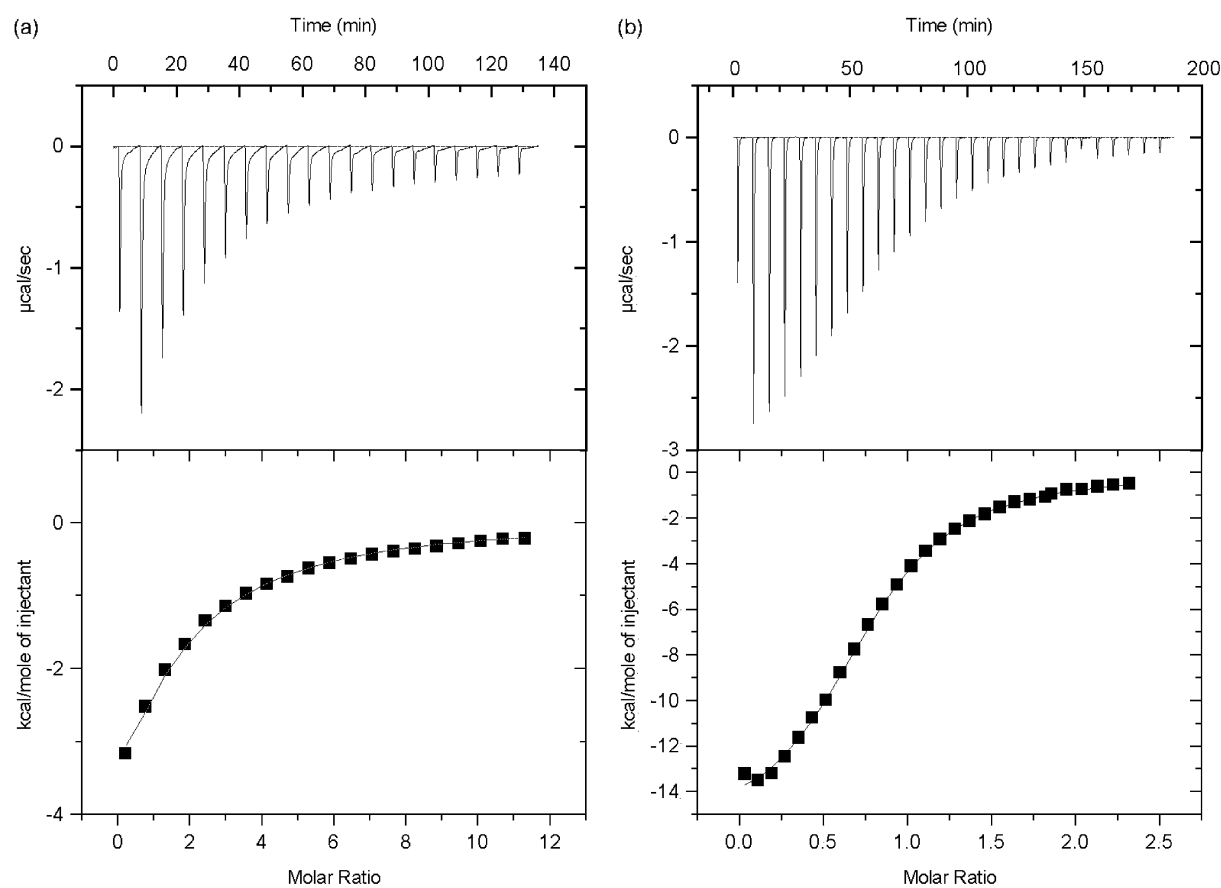 (a)
Time (min)
0 20 40 60 80 100 120 140
0
-1
-2
µcal/sec
0
-2
-4
kcal/mole of injectant
0 2 4 6 8 10 12
Molar Ratio
(b)
Time (min)
0 50 100 150 200
0
-1
-2
-3
µcal/sec
0
-2
-4
-6
-8
-10
-12
-14
kcal/mole of injectant
0.0 0.5 1.0 1.5 2.0 2.5
Molar Ratio